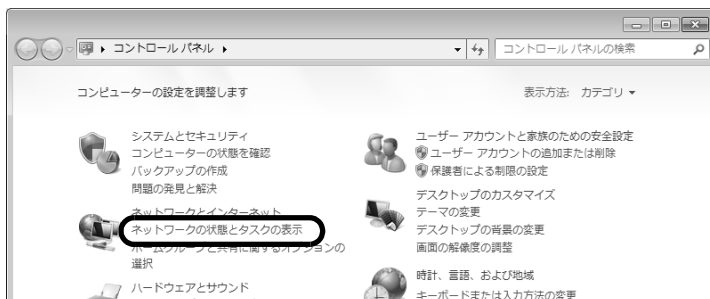 コントロール パネル
コントロール パネルの検索
コンピューターの設定を調整します
表示方法: カテゴリ
システムとセキュリティ
コンピューターの状態を確認
バックアップの作成
問題の発見と解決
ネットワークとインターネット
ネットワークの状態とタスクの表示
ホームグループと共有に関するオプションの
選択
ハードウェアとサウンド
ユーザー アカウントと家族のための安全設定
ユーザー アカウントの追加または削除
保護者による制限の設定
デスクトップのカスタマイズ
テーマの変更
デスクトップの背景の変更
画面の解像度の調整
時計、言語、および地域
キーボードまたは入力方法の変更